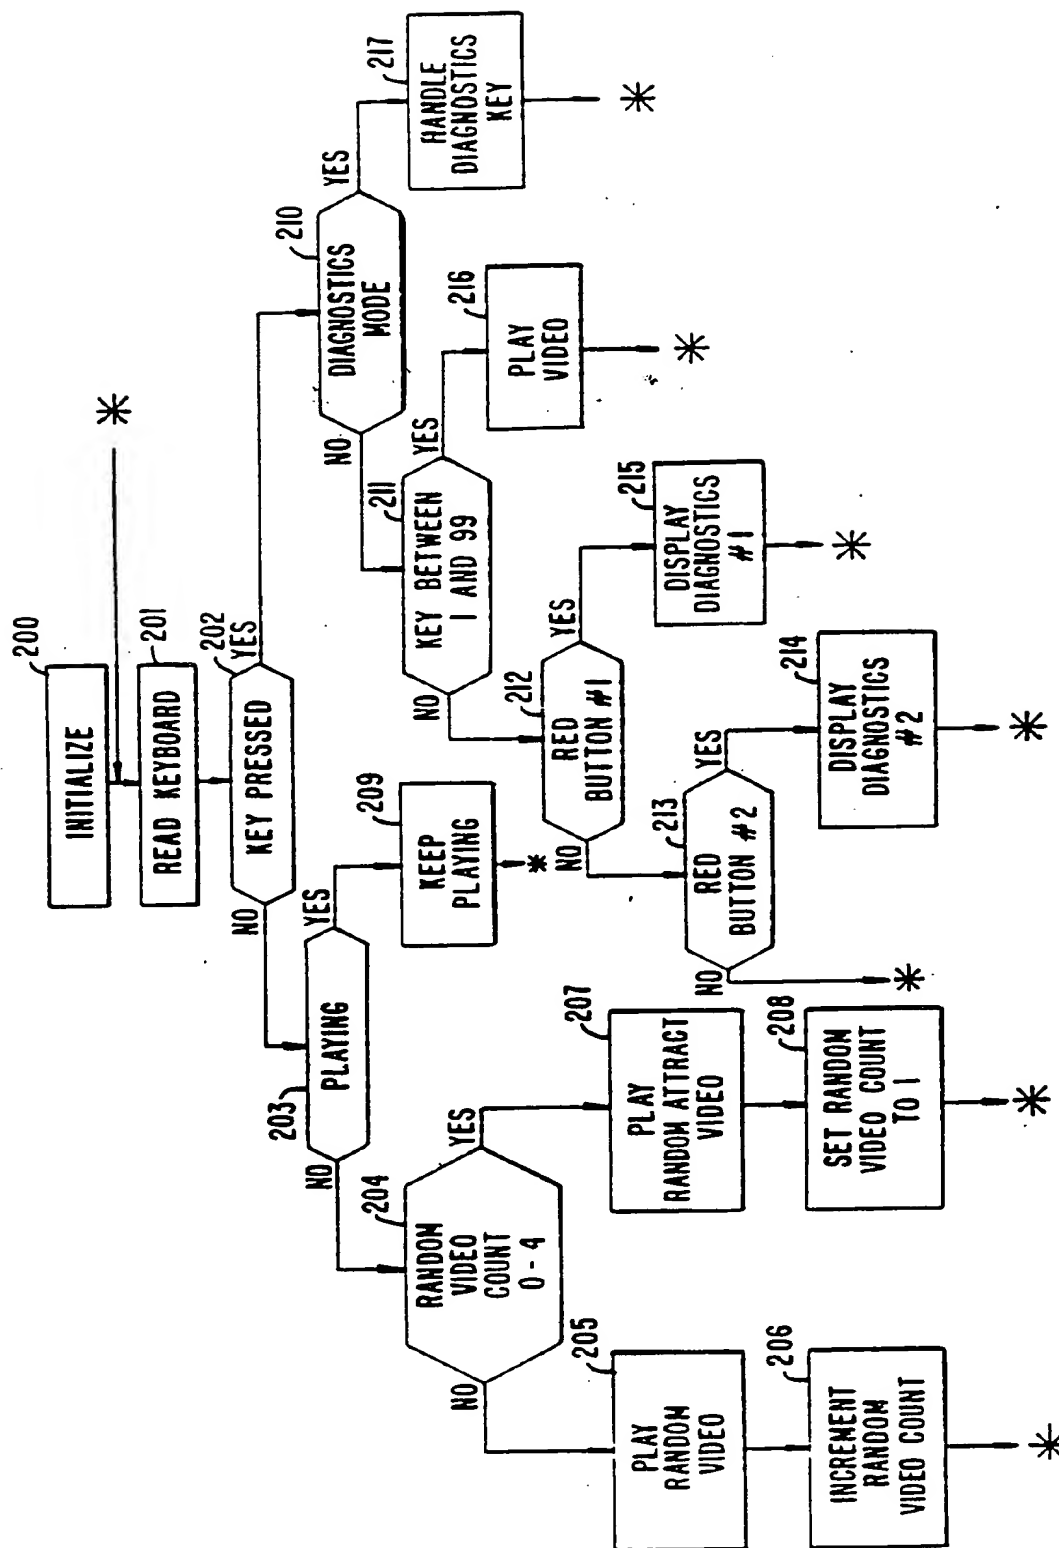 200
INITIALIZE
*
201
READ KEYBOARD
202
KEY PRESSED
NO
YES
203
PLAYING
NO
YES
210
DIAGNOSTICS
MODE
NO
YES
204
RANDOM
VIDEO
COUNT
0 - 4
NO
YES
209
KEEP
PLAYING
*
211
KEY BETWEEN
1 AND 99
NO
YES
217
HANDLE
DIAGNOSTICS
KEY
*
216
PLAY
VIDEO
*
212
RED
BUTTON #1
NO
YES
205
PLAY
RANDOM
VIDEO
207
PLAY
RANDOM ATTRACT
VIDEO
213
RED
BUTTON #2
NO
YES
215
DISPLAY
DIAGNOSTICS
#1
*
206
INCREMENT
RANDOM
VIDEO COUNT
*
208
SET RANDOM
VIDEO COUNT
TO 1
*
*
214
DISPLAY
DIAGNOSTICS
#2
*